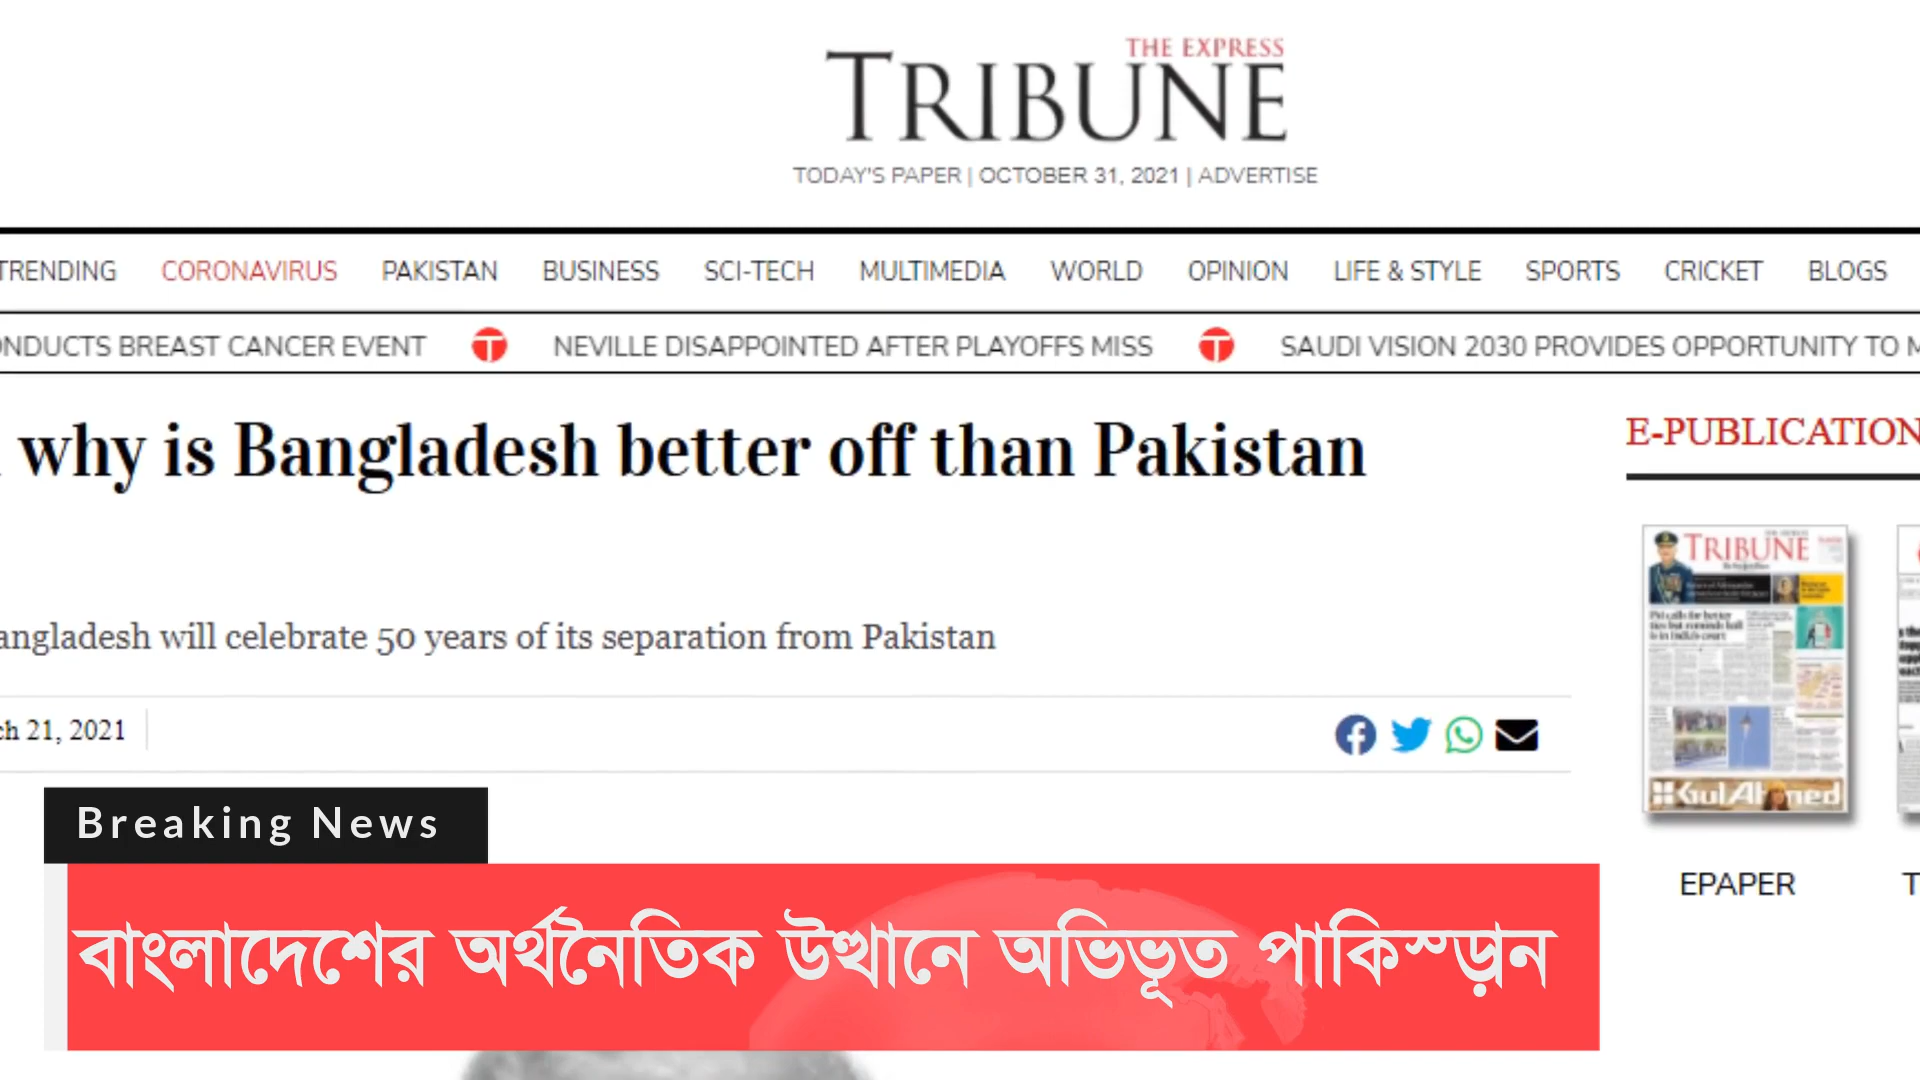 THE EXPRESS
TRIBUNE
TODAY'S PAPER | OCTOBER 31, 2021 | ADVERTISE
TRENDING CORONAVIRUS PAKISTAN BUSINESS SCI-TECH MULTIMEDIA WORLD OPINION LIFE & STYLE SPORTS CRICKET BLOGS
ONDUCTS BREAST CANCER EVENT NEVILLE DISAPPOINTED AFTER PLAYOFFS MISS SAUDI VISION 2030 PROVIDES OPPORTUNITY TO M
why is Bangladesh better off than Pakistan
E-PUBLICATION
TRIBUNE
angladesh will celebrate 50 years of its separation from Pakistan
ch 21, 2021
Gul Ahmed
Breaking News
EPAPER T
বাংলাদেশের অর্থনৈতিক উত্থানে অভিভূত পাকিস্ড়ান